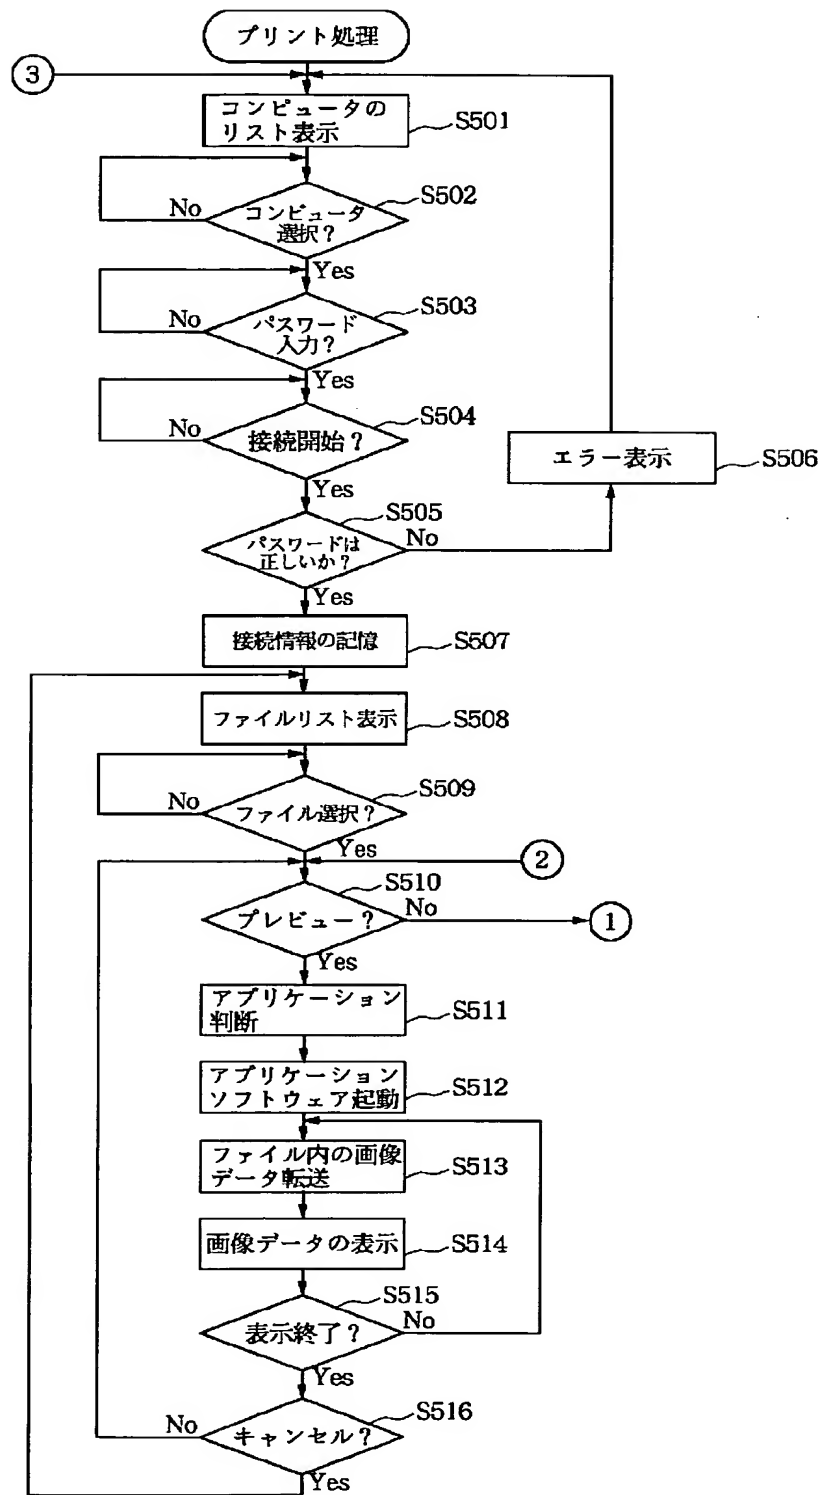 プリント処理
③
コンピュータの
リスト表示
S501
S502
No
コンピュータ
選択？
Yes
S503
No
パスワード
入力？
Yes
S504
No
接続開始？
Yes
エラー表示
S506
S505
パスワードは
正しいか？
No
Yes
接続情報の記憶
S507
ファイルリスト表示
S508
S509
No
ファイル選択？
Yes
②
S510
プレビュー？
No
①
Yes
アプリケーション
判断
S511
アプリケーション
ソフトウェア起動
S512
ファイル内の画像
データ転送
S513
画像データの表示
S514
S515
表示終了？
No
Yes
S516
No
キャンセル？
Yes